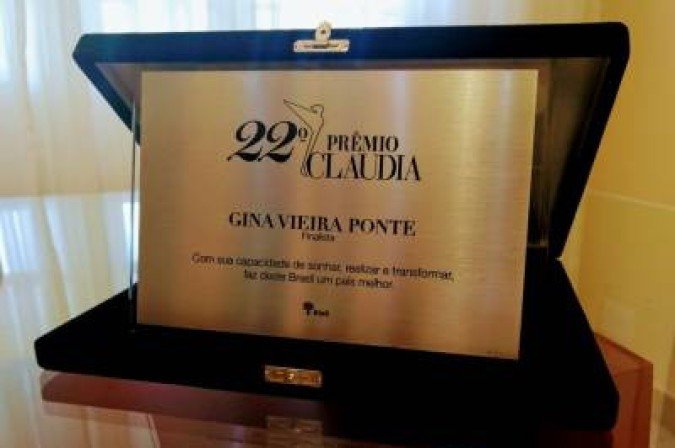 22º PRÊMIO
CLAUDIA
GINA VIEIRA PONTE
Finalista
Com sua capacidade de sonhar, realizar e transformar,
faz deste Brasil um país melhor.
Abril